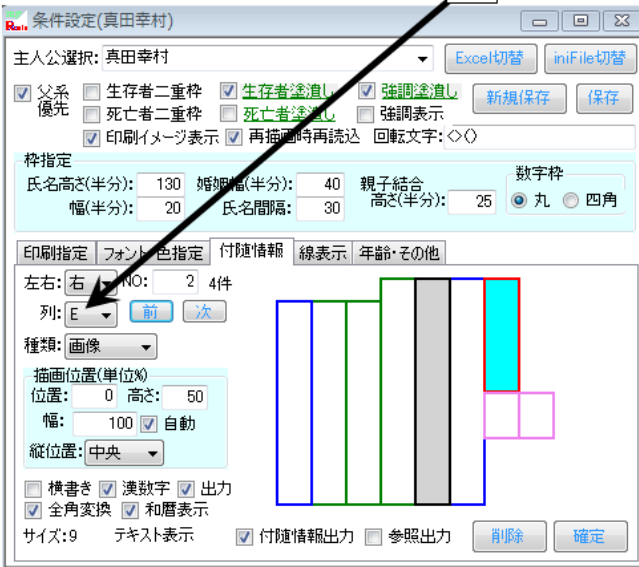 条件設定(真田幸村)
主人公選択: 真田幸村 Excel切替 iniFile切替
父系優先 生存者二重枠 生存者塗潰し 強調塗潰し 新規保存 保存
死亡者二重枠 死亡者塗潰し 強調表示
印刷イメージ表示 再描画時再読込 回転文字: <>()
枠指定
氏名高さ(半分): 130 婚姻幅(半分): 40 親子結合高さ(半分): 25 数字枠
幅(半分): 20 氏名間隔: 30 丸 四角
印刷指定 フォント・色指定 付随情報 線表示 年齢・その他
左右: 右 NO: 2 4件
列: E 前 次
種類: 画像
描画位置(単位%)
位置: 0 高さ: 50
幅: 100 自動
縦位置: 中央
横書き 漢数字 出力
全角変換 和暦表示
サイズ:9 テキスト表示 付随情報出力 参照出力 削除 確定